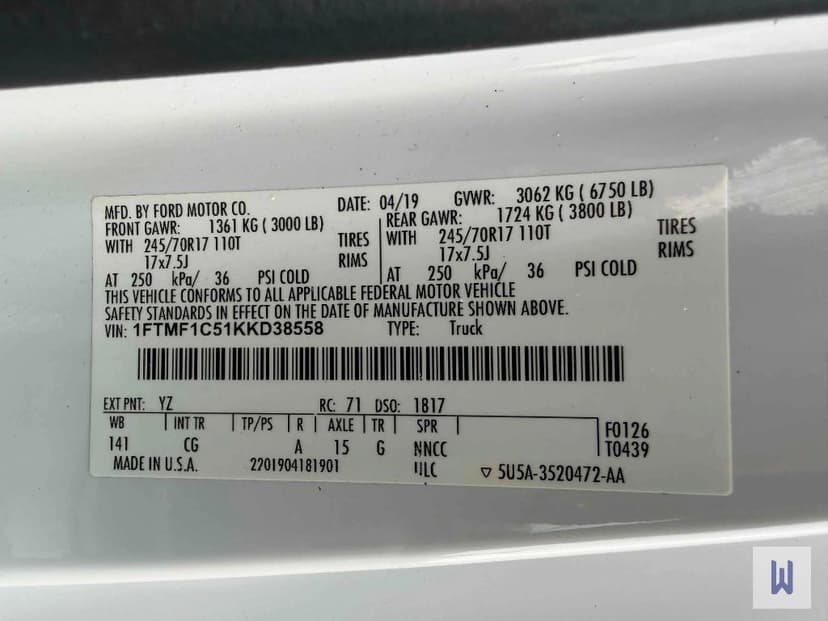 MFD. BY FORD MOTOR CO. DATE: 04/19 GVWR: 3062 KG ( 6750 LB)
FRONT GAWR: 1361 KG ( 3000 LB) REAR GAWR: 1724 KG ( 3800 LB)
WITH 245/70R17 110T TIRES WITH 245/70R17 110T TIRES
17x7.5J RIMS 17x7.5J RIMS
AT 250 kPa/ 36 PSI COLD AT 250 kPa/ 36 PSI COLD
THIS VEHICLE CONFORMS TO ALL APPLICABLE FEDERAL MOTOR VEHICLE
SAFETY STANDARDS IN EFFECT ON THE DATE OF MANUFACTURE SHOWN ABOVE.
VIN: 1FTMF1C51KKD38558 TYPE: Truck
EXT PNT: YZ RC: 71 DSO: 1817
WB INT TR TP/PS R AXLE TR SPR F0126
141 CG A 15 G NNCC T0439
MADE IN U.S.A. 2201904181901 5U5A-3520472-AA
W